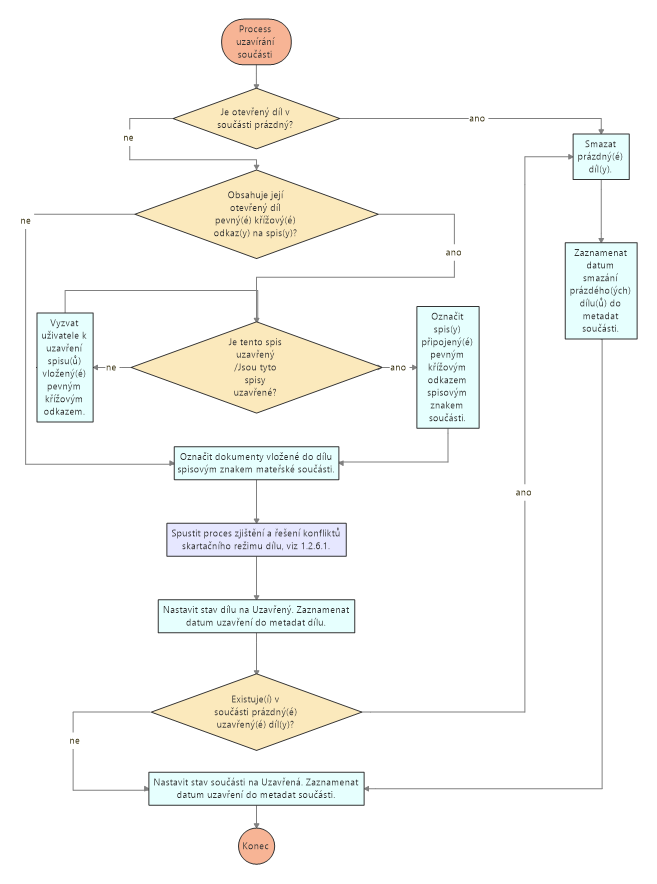 Process
uzavírání
součásti
Je otevřený díl v
součásti prázdný?
ano
ne
Smazat
prázdný(é)
díl(y).
Obsahuje její
otevřený díl
pevný(é) křížový(é)
odkaz(y) na spis(y)?
ne
ano
Zaznamenat
datum
smazání
prázdého(ých)
dílu(ů) do
metadat
součásti.
Vyzvat
uživatele k
uzavření
spisu(ů)
vložený(é)
pevným
křížovým
odkazem.
ne
Je tento spis
uzavřený
/Jsou tyto
spisy
uzavřené?
ano
Označit
spis(y)
připojený(é)
pevným
křížovým
odkazem
spisovým
znakem
součásti.
Označit dokumenty vložené do dílu
spisovým znakem mateřské součásti.
ano
Spustit proces zjištění a řešení konfliktů
skartačního režimu dílu, viz 1.2.6.1.
Nastavit stav dílu na Uzavřený. Zaznamenat
datum uzavření do metadat dílu.
Existuje(í) v
součásti prázdný(é)
uzavřený(é) díl(y)?
ne
Nastavit stav součásti na Uzavřená. Zaznamenat
datum uzavření do metadat součásti.
Konec